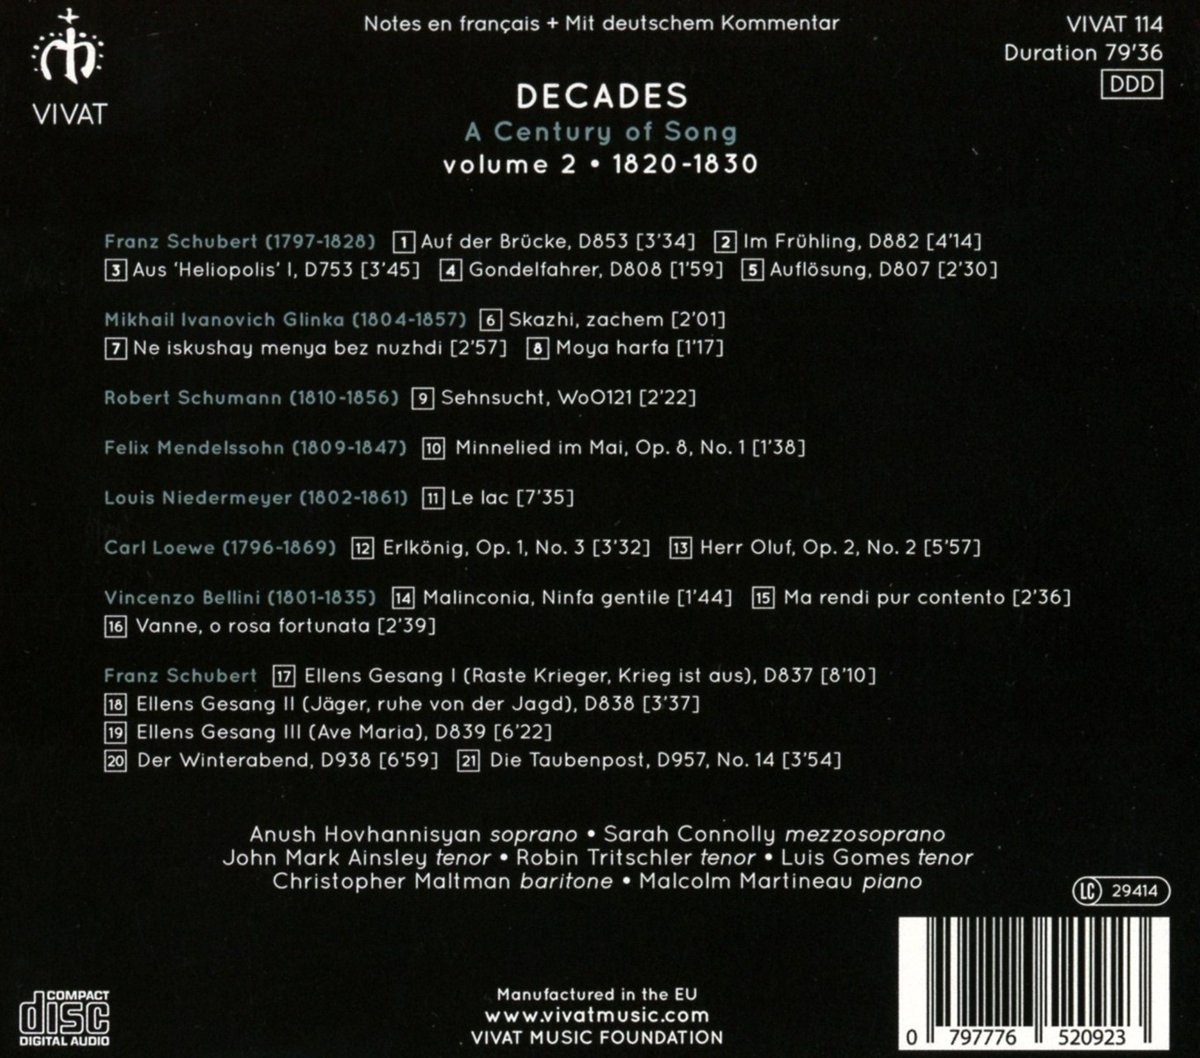 VIVAT
Notes en français + Mit deutschem Kommentar
VIVAT 114
Duration 79'36
DDD
DECADES
A Century of Song
volume 2 • 1820-1830
Franz Schubert (1797-1828) 1 Auf der Brücke, D853 [3'34] 2 Im Frühling, D882 [4'14]
3 Aus 'Heliopolis' I, D753 [3'45] 4 Gondelfahrer, D808 [1'59] 5 Auflösung, D807 [2'30]
Mikhail Ivanovich Glinka (1804-1857) 6 Skazhi, zachem [2'01]
7 Ne iskushay menya bez nuzhdi [2'57] 8 Moya harfa [1'17]
Robert Schumann (1810-1856) 9 Sehnsucht, WoO121 [2'22]
Felix Mendelssohn (1809-1847) 10 Minnelied im Mai, Op. 8, No. 1 [1'38]
Louis Niedermeyer (1802-1861) 11 Le lac [7'35]
Carl Loewe (1796-1869) 12 Erlkönig, Op. 1, No. 3 [3'32] 13 Herr Oluf, Op. 2, No. 2 [5'57]
Vincenzo Bellini (1801-1835) 14 Malinconia, Ninfa gentile [1'44] 15 Ma rendi pur contento [2'36]
16 Vanne, o rosa fortunata [2'39]
Franz Schubert 17 Ellens Gesang I (Raste Krieger, Krieg ist aus), D837 [8'10]
18 Ellens Gesang II (Jäger, ruhe von der Jagd), D838 [3'37]
19 Ellens Gesang III (Ave Maria), D839 [6'22]
20 Der Winterabend, D938 [6'59] 21 Die Taubenpost, D957, No. 14 [3'54]
Anush Hovhannisyan soprano • Sarah Connolly mezzosoprano
John Mark Ainsley tenor • Robin Tritschler tenor • Luis Gomes tenor
Christopher Maltman baritone • Malcolm Martineau piano
LC 29414
COMPACT
disc
DIGITAL AUDIO
Manufactured in the EU
www.vivatmusic.com
VIVAT MUSIC FOUNDATION
0 797776 520923